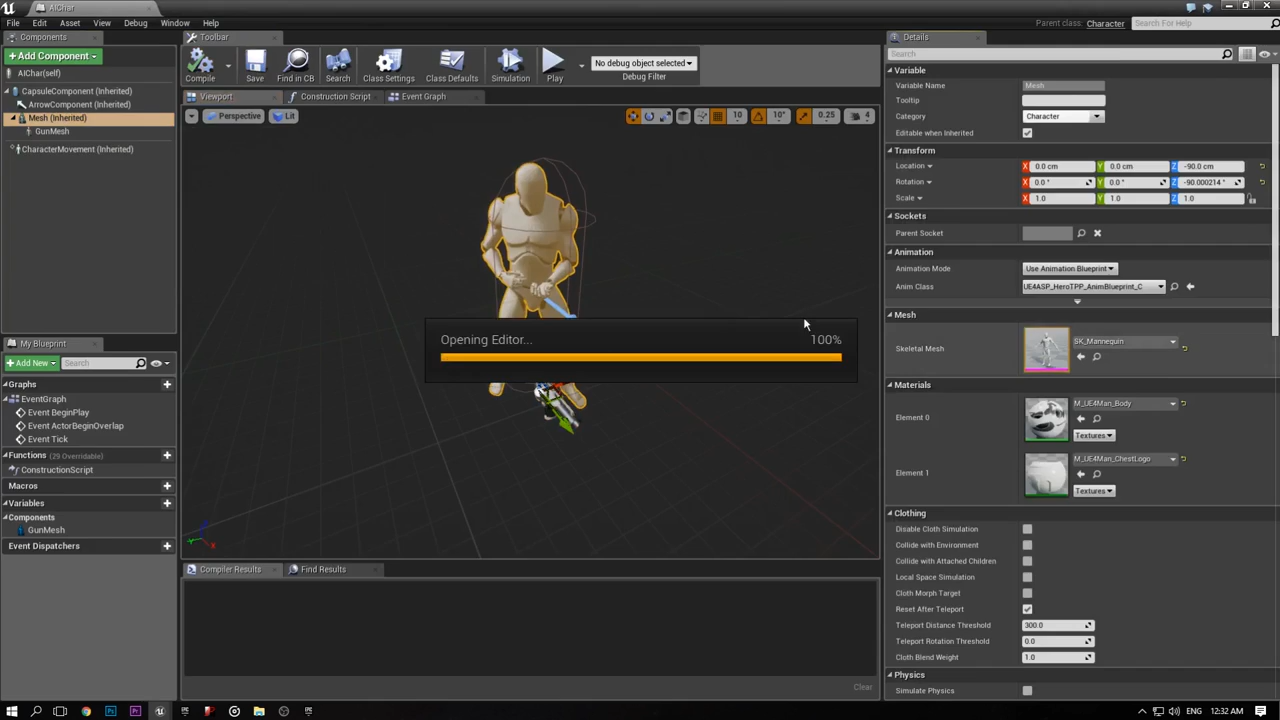 AIChar
File Edit Asset View Debug Window Help
Parent class: Character
Search For Help
Components
+Add Component
AIChar(self)
CapsuleComponent (Inherited)
ArrowComponent (Inherited)
Mesh (Inherited)
GunMesh
CharacterMovement (Inherited)
My Blueprint
+Add New
Search
Graphs
EventGraph
Event BeginPlay
Event ActorBeginOverlap
Event Tick
Functions (29 Overridable)
ConstructionScript
Macros
Variables
Components
GunMesh
Event Dispatchers
Toolbar
Compile Save Find in CB Search Class Settings Class Defaults Simulation Play
No debug object selected
Debug Filter
Viewport Construction Script Event Graph
Perspective Lit 10 10° 0.25 4
Opening Editor... 100%
Compiler Results Find Results
Clear
Details
Search
Variable
Variable Name Mesh
Tooltip
Category Character
Editable when Inherited
Transform
Location X 0.0 cm Y 0.0 cm Z -90.0 cm
Rotation X 0.0 ° Y 0.0 ° Z -90.000214 °
Scale X 1.0 Y 1.0 Z 1.0
Sockets
Parent Socket
Animation
Animation Mode Use Animation Blueprint
Anim Class UE4ASP_HeroTPP_AnimBlueprint_C
Mesh
Skeletal Mesh SK_Mannequin
Materials
Element 0 M_UE4Man_Body
Textures
Element 1 M_UE4Man_ChestLogo
Textures
Clothing
Disable Cloth Simulation
Collide with Environment
Collide with Attached Children
Local Space Simulation
Cloth Morph Target
Reset After Teleport
Teleport Distance Threshold 300.0
Teleport Rotation Threshold 0.0
Cloth Blend Weight 1.0
Physics
Simulate Physics
ENG 12:32 AM